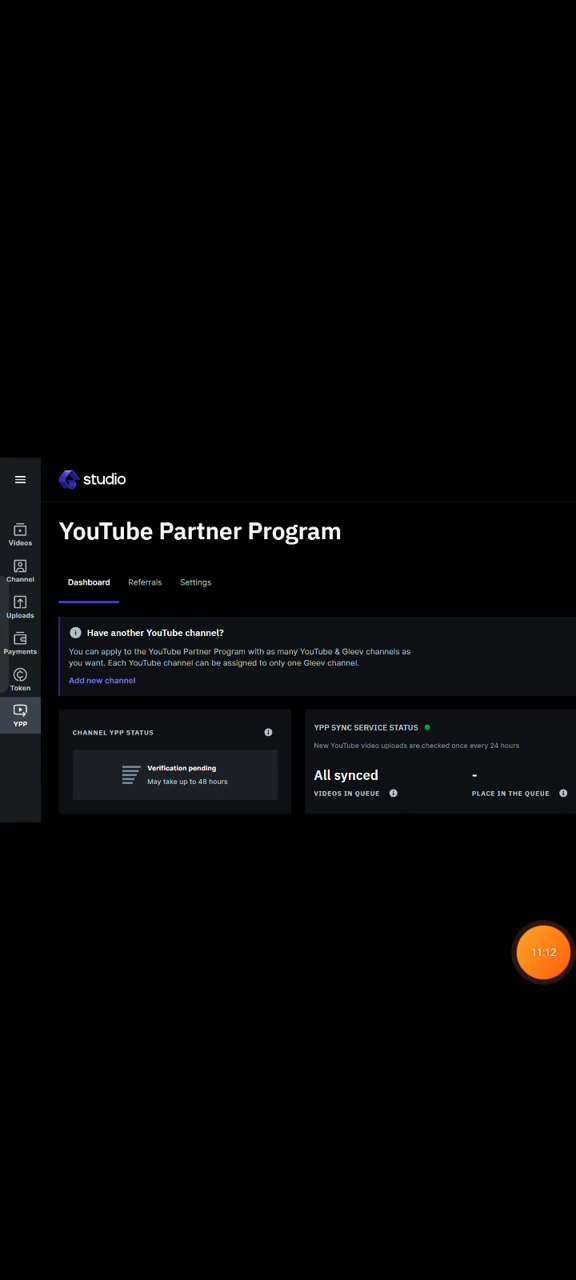 studio
YouTube Partner Program
Videos
Channel
Uploads
Payments
Token
YPP
Dashboard
Referrals
Settings
Have another YouTube channel?
You can apply to the YouTube Partner Program with as many YouTube & Gleev channels as
you want. Each YouTube channel can be assigned to only one Gleev channel.
Add new channel
CHANNEL YPP STATUS
Verification pending
May take up to 48 hours
YPP SYNC SERVICE STATUS
New YouTube video uploads are checked once every 24 hours
All synced
VIDEOS IN QUEUE
-
PLACE IN THE QUEUE
11:12